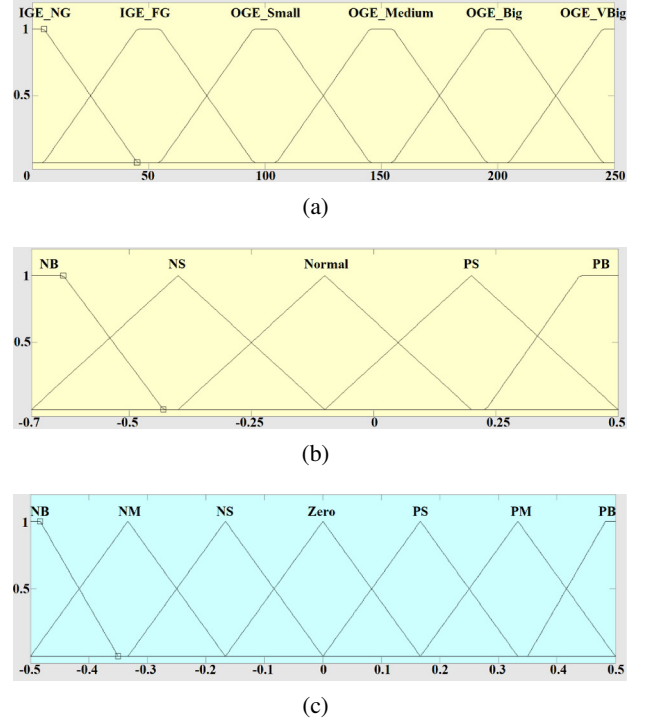 IGE_NG IGE_FG OGE_Small OGE_Medium OGE_Big OGE_VBig
1
0.5
0 50 100 150 200 250
(a)
NB NS Normal PS PB
1
0.5
-0.7 -0.5 -0.25 0 0.25 0.5
(b)
NB NM NS Zero PS PM PB
1
0.5
-0.5 -0.4 -0.3 -0.2 -0.1 0 0.1 0.2 0.3 0.4 0.5
(c)